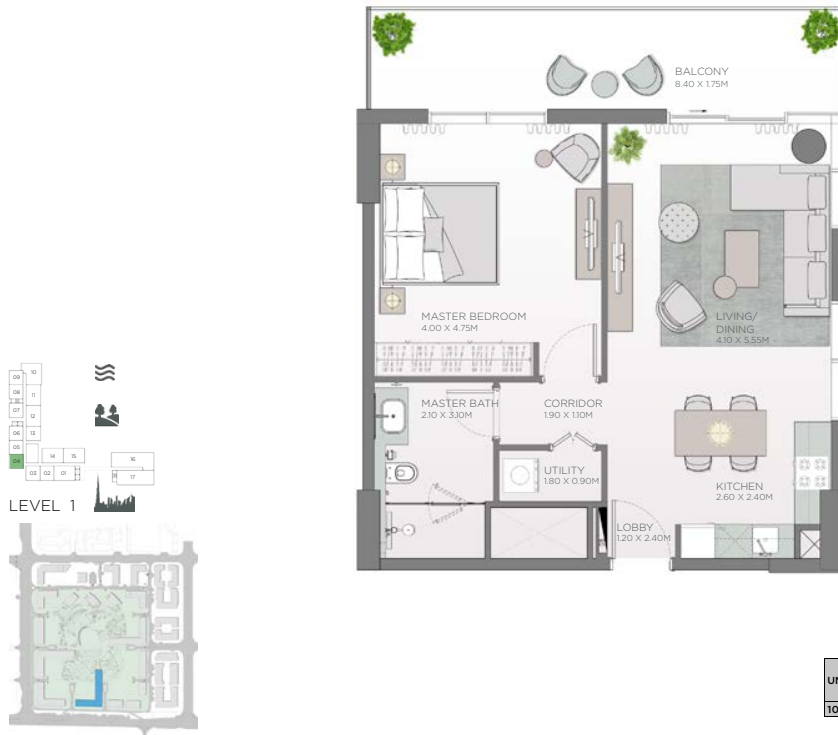 BALCONY
8.40 X 1.75M
MASTER BEDROOM
4.00 X 4.75M
LIVING/
DINING
4.10 X 5.55M
MASTER BATH
2.10 X 3.10M
CORRIDOR
1.90 X 1.10M
UTILITY
1.80 X 0.90M
KITCHEN
2.60 X 2.40M
LOBBY
1.20 X 2.40M
09 10
08 11
07 12
06 13
05
04
14 15 16
03 02 01 17
LEVEL 1
UN
10